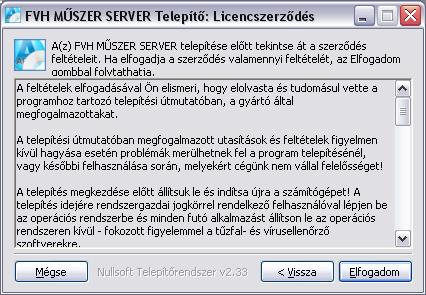 FVH MŰSZER SERVER Telepítő: Licencszerződés
A(z) FVH MŰSZER SERVER telepítése előtt tekintse át a szerződés
feltételeit. Ha elfogadja a szerződés valamennyi feltételét, az Elfogadom
gombbal folytathatja.
A feltételek elfogadásával Ön elismeri, hogy elolvasta és tudomásul vette a
programhoz tartozó telepítési útmutatóban, a gyártó által
megfogalmazottakat.
A telepítési útmutatóban megfogalmazott utasítások és feltételek figyelmen
kívül hagyása esetén problémák merülhetnek fel a program telepítésénél,
vagy későbbi felhasználása során, melyekért cégünk nem vállal felelősséget!
A telepítés megkezdése előtt állítsuk le és indítsa újra a számítógépet! A
telepítés idejére rendszergazdai jogkörrel rendelkező felhasználóval lépjen be
az operációs rendszerbe és minden futó alkalmazást állítson le az operációs
rendszeren kívül - fokozott figyelemmel a tűzfal- és vírusellenőrző
szoftverekre.
Mégse
Nullsoft Telepítőrendszer v2.33
< Vissza
Elfogadom